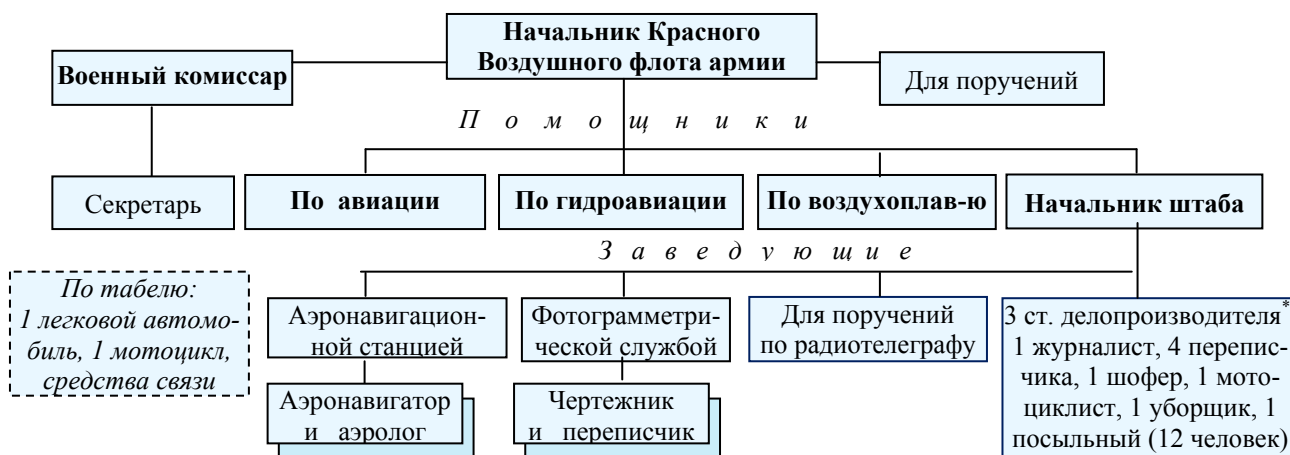 Начальник Красного
Воздушного флота армии
Военный комиссар
Для поручений
Помощники
Секретарь
По авиации
По гидроавиации
По воздухоплав-ю
Начальник штаба
Заведующие
По табелю:
1 легковой автомо-
биль, 1 мотоцикл,
средства связи
Аэронавигацион-
ной станцией
Фотограмметри-
ческой службой
Для поручений
по радиотелеграфу
3 ст. делопроизводителя*
1 журналист, 4 переписчика-
чика, 1 шофер, 1 мото-
циклист, 1 уборщик, 1
посыльный (12 человек)
Аэронавигатор
и аэролог
Чертежник
и переписчик